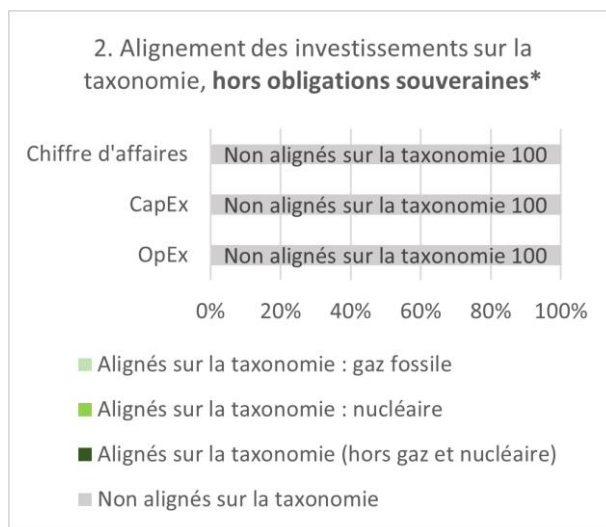 2. Alignement des investissements sur la
taxonomie, hors obligations souveraines*
Chiffre d'affaires
Non alignés sur la taxonomie 100
CapEx
Non alignés sur la taxonomie 100
OpEx
Non alignés sur la taxonomie 100
0% 20% 40% 60% 80% 100%
Alignés sur la taxonomie : gaz fossile
Alignés sur la taxonomie : nucléaire
Alignés sur la taxonomie (hors gaz et nucléaire)
Non alignés sur la taxonomie